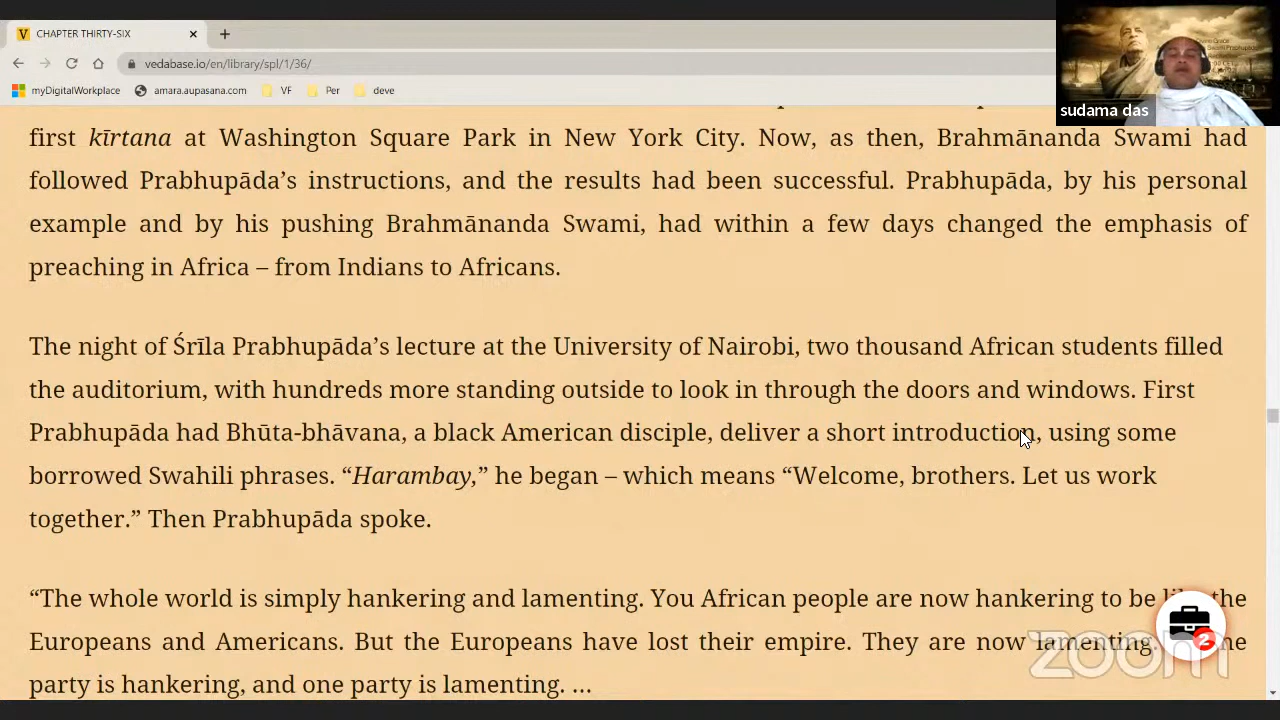 CHAPTER THIRTY-SIX
vedabase.io/en/library/spl/1/36/
myDigitalWorkplace amara.aupasana.com VF Per deve
sudama das
first kīrtana at Washington Square Park in New York City. Now, as then, Brahmānanda Swami had
followed Prabhupāda’s instructions, and the results had been successful. Prabhupāda, by his personal
example and by his pushing Brahmānanda Swami, had within a few days changed the emphasis of
preaching in Africa – from Indians to Africans.
The night of Śrīla Prabhupāda’s lecture at the University of Nairobi, two thousand African students filled
the auditorium, with hundreds more standing outside to look in through the doors and windows. First
Prabhupāda had Bhūta-bhāvana, a black American disciple, deliver a short introduction, using some
borrowed Swahili phrases. “Harambay,” he began – which means “Welcome, brothers. Let us work
together.” Then Prabhupāda spoke.
“The whole world is simply hankering and lamenting. You African people are now hankering to be the
Europeans and Americans. But the Europeans have lost their empire. They are now lamenting.
party is hankering, and one party is lamenting. …
2
zoom